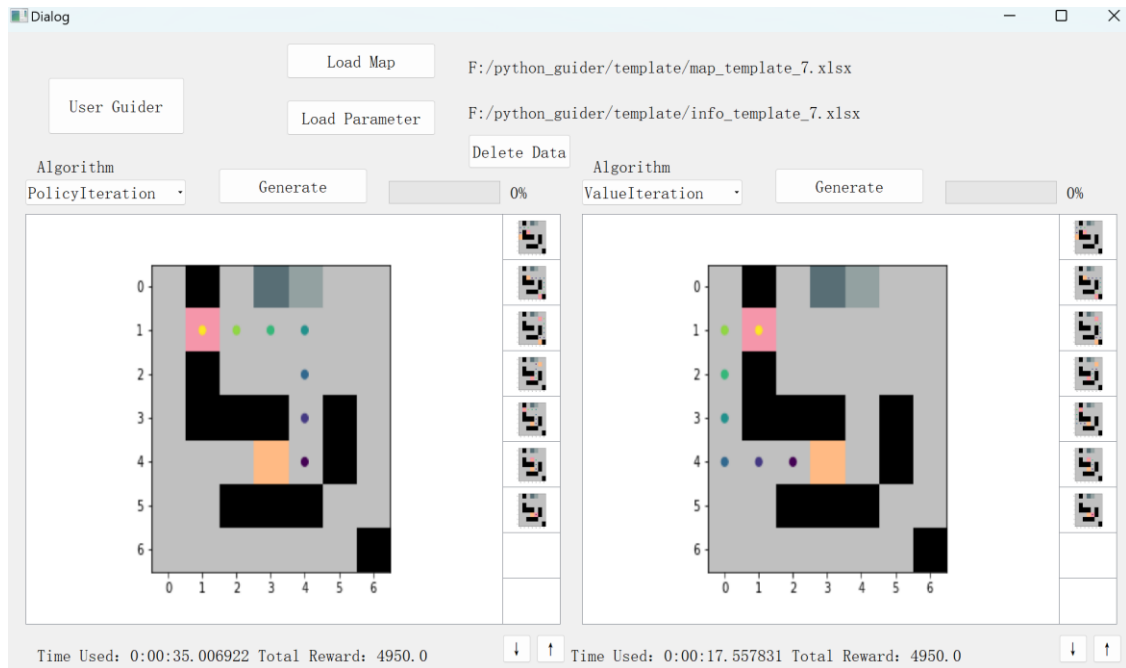 Dialog
Load Map
F:/python_guider/template/map_template_7.xlsx
User Guider
Load Parameter
F:/python_guider/template/info_template_7.xlsx
Delete Data
Algorithm
PolicyIteration
Generate
0%
Algorithm
ValueIteration
Generate
0%
0
1
2
3
4
5
6
0 1 2 3 4 5 6
0
1
2
3
4
5
6
0 1 2 3 4 5 6
Time Used: 0:00:35.006922 Total Reward: 4950.0
↓ ↑
Time Used: 0:00:17.557831 Total Reward: 4950.0
↓ ↑